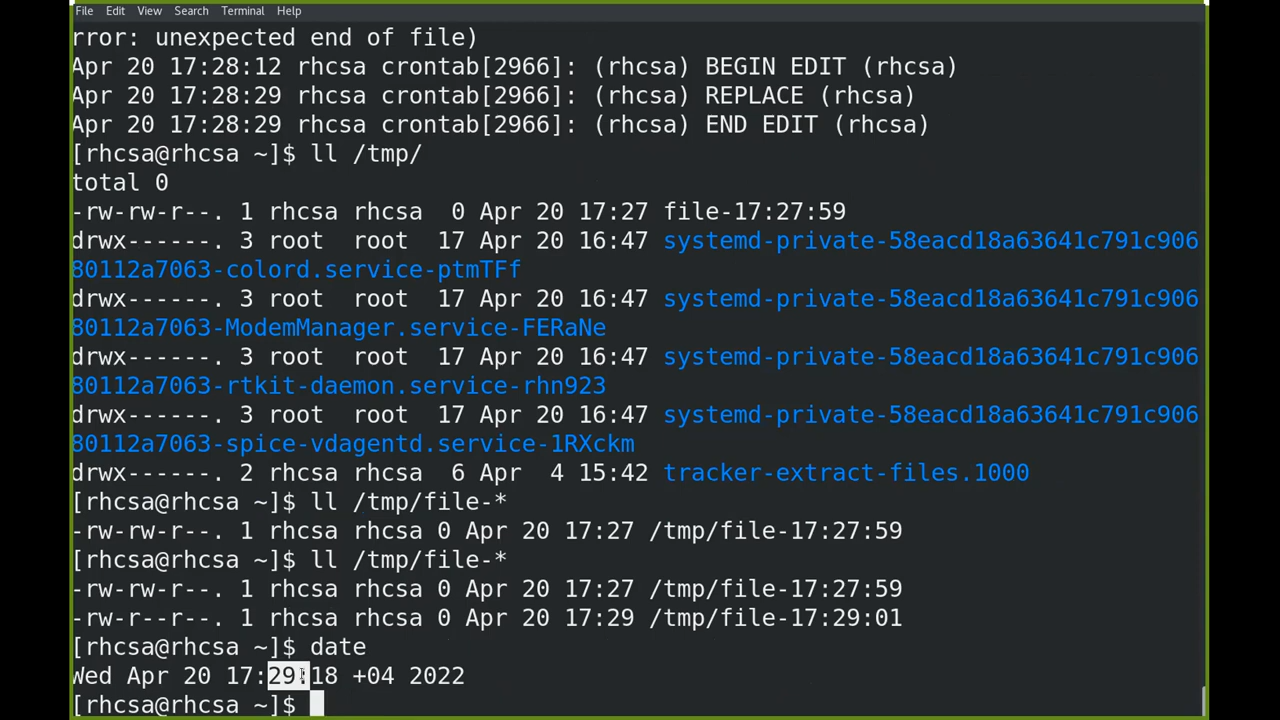 File Edit View Search Terminal Help
rror: unexpected end of file)
Apr 20 17:28:12 rhcsa crontab[2966]: (rhcsa) BEGIN EDIT (rhcsa)
Apr 20 17:28:29 rhcsa crontab[2966]: (rhcsa) REPLACE (rhcsa)
Apr 20 17:28:29 rhcsa crontab[2966]: (rhcsa) END EDIT (rhcsa)
[rhcsa@rhcsa ~]$ ll /tmp/
total 0
-rw-rw-r--. 1 rhcsa rhcsa  0 Apr 20 17:27 file-17:27:59
drwx------. 3 root  root  17 Apr 20 16:47 systemd-private-58eacd18a63641c791c906
80112a7063-colord.service-ptmTFf
drwx------. 3 root  root  17 Apr 20 16:47 systemd-private-58eacd18a63641c791c906
80112a7063-ModemManager.service-FERaNe
drwx------. 3 root  root  17 Apr 20 16:47 systemd-private-58eacd18a63641c791c906
80112a7063-rtkit-daemon.service-rhn923
drwx------. 3 root  root  17 Apr 20 16:47 systemd-private-58eacd18a63641c791c906
80112a7063-spice-vdagentd.service-1RXckm
drwx------. 2 rhcsa rhcsa  6 Apr  4 15:42 tracker-extract-files.1000
[rhcsa@rhcsa ~]$ ll /tmp/file-*
-rw-rw-r--. 1 rhcsa rhcsa 0 Apr 20 17:27 /tmp/file-17:27:59
[rhcsa@rhcsa ~]$ ll /tmp/file-*
-rw-rw-r--. 1 rhcsa rhcsa 0 Apr 20 17:27 /tmp/file-17:27:59
-rw-r--r--. 1 rhcsa rhcsa 0 Apr 20 17:29 /tmp/file-17:29:01
[rhcsa@rhcsa ~]$ date
Wed Apr 20 17:29:18 +04 2022
[rhcsa@rhcsa ~]$